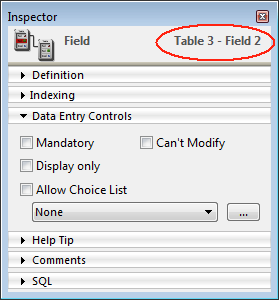 Inspector
Field Table 3 - Field 2
Definition
Indexing
Data Entry Controls
Mandatory Can't Modify
Display only
Allow Choice List
None ...
Help Tip
Comments
SQL